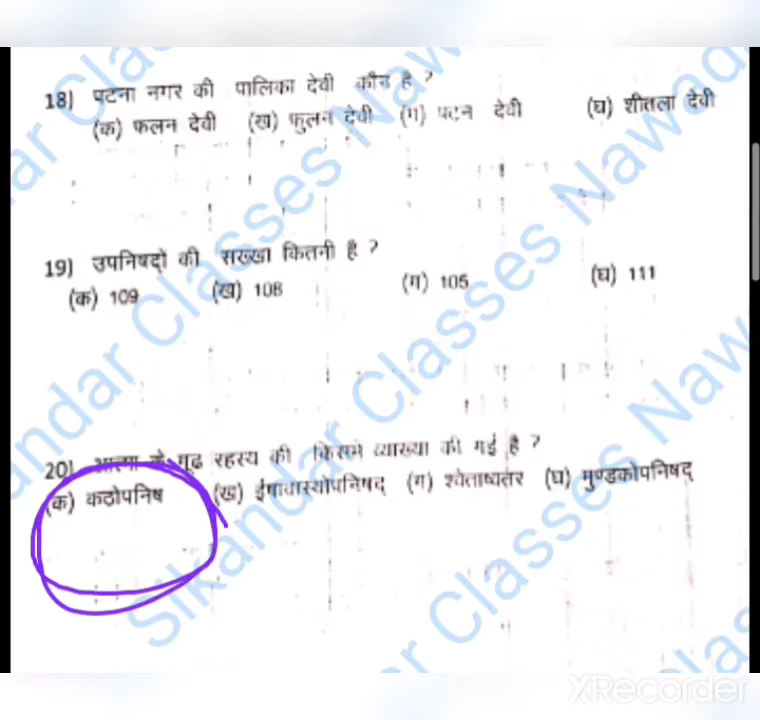 18) पटना नगर की पालिका देवी कौन है ?
(क) फलन देवी (ख) फुलन देवी (ग) पटन देवी (घ) शीतला देवी
19) उपनिषदों की सख्खा कितनी है ?
(क) 109 (ख) 108 (ग) 105 (घ) 111
20) आत्मा के गूढ रहस्य की किसमे व्याख्या की गई है ?
(क) कठोपनिष (ख) ईशावास्योपनिषद् (ग) श्वेताष्वतर (घ) मुण्डकोपनिषद्
Sikandar Classes Nawada
XRecorder